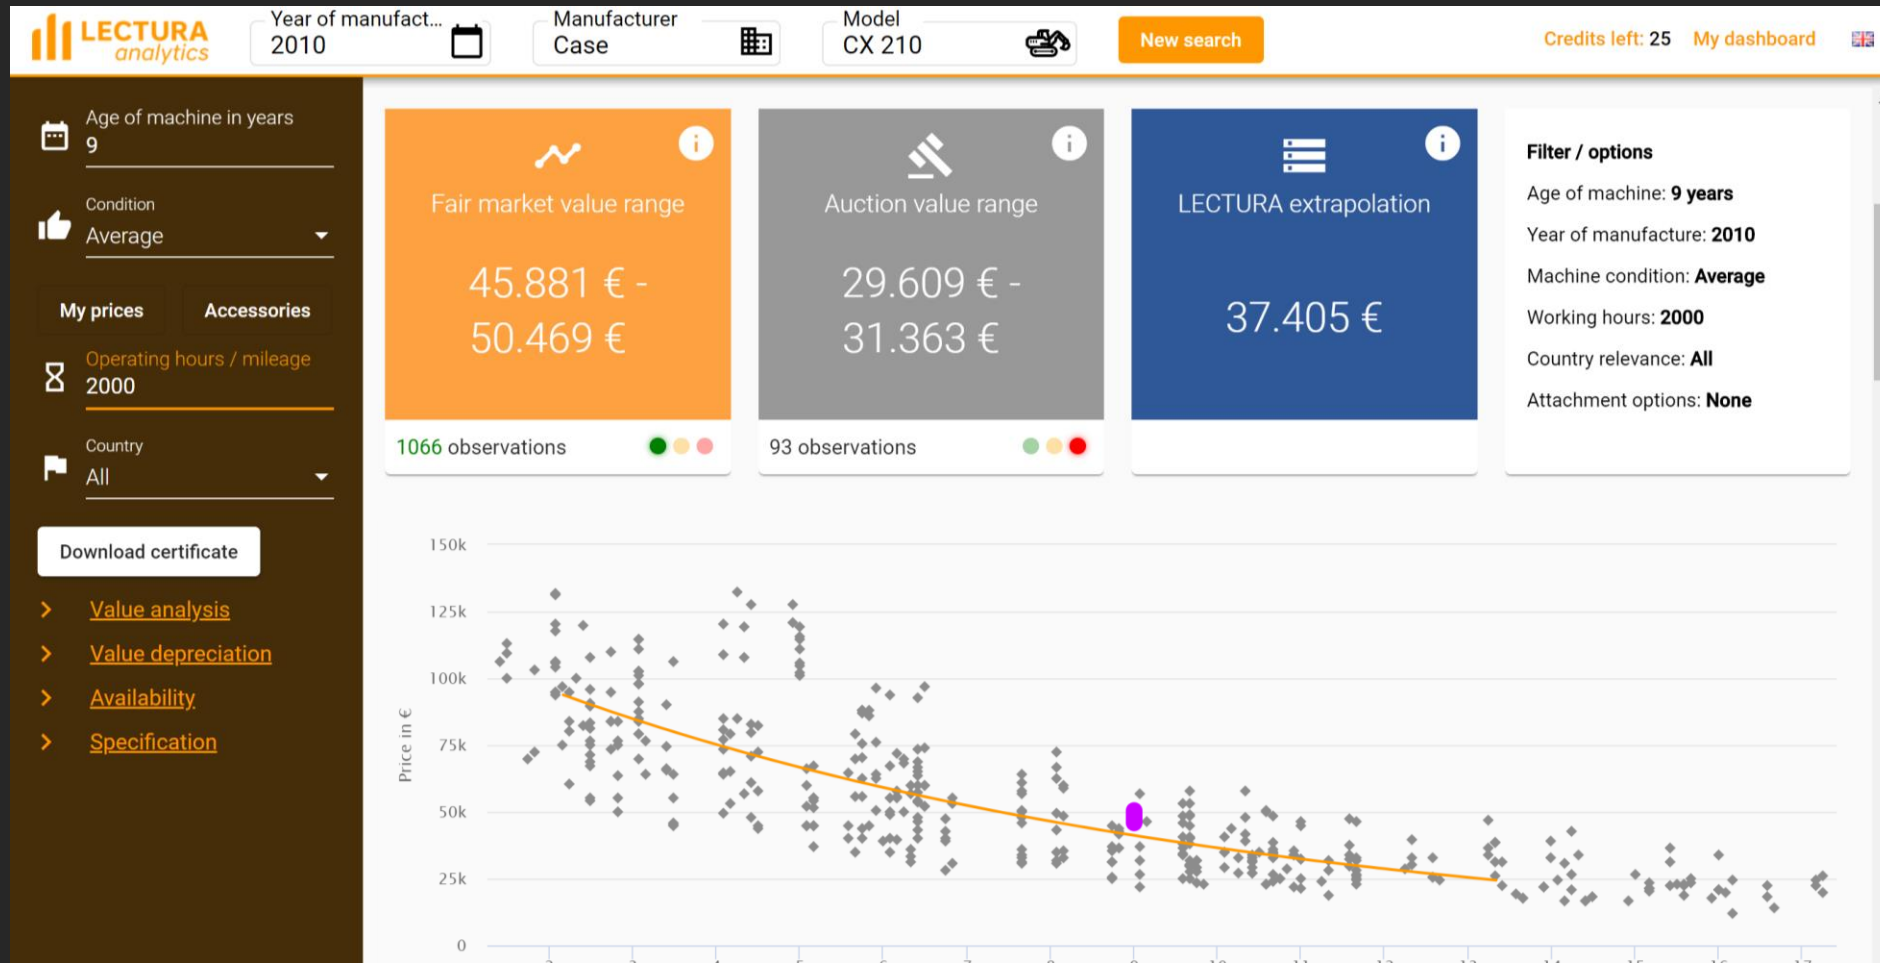 LECTURA
analytics
Year of manufact...
2010
Manufacturer
Case
Model
CX 210
New search
Credits left: 25
My dashboard
Age of machine in years
9
Condition
Average
My prices
Accessories
Operating hours / mileage
2000
Country
All
Download certificate
Value analysis
Value depreciation
Availability
Specification
Fair market value range
45.881 € -
50.469 €
1066 observations
Auction value range
29.609 € -
31.363 €
93 observations
LECTURA extrapolation
37.405 €
Filter / options
Age of machine: 9 years
Year of manufacture: 2010
Machine condition: Average
Working hours: 2000
Country relevance: All
Attachment options: None
Price in €
150k
125k
100k
75k
50k
25k
0